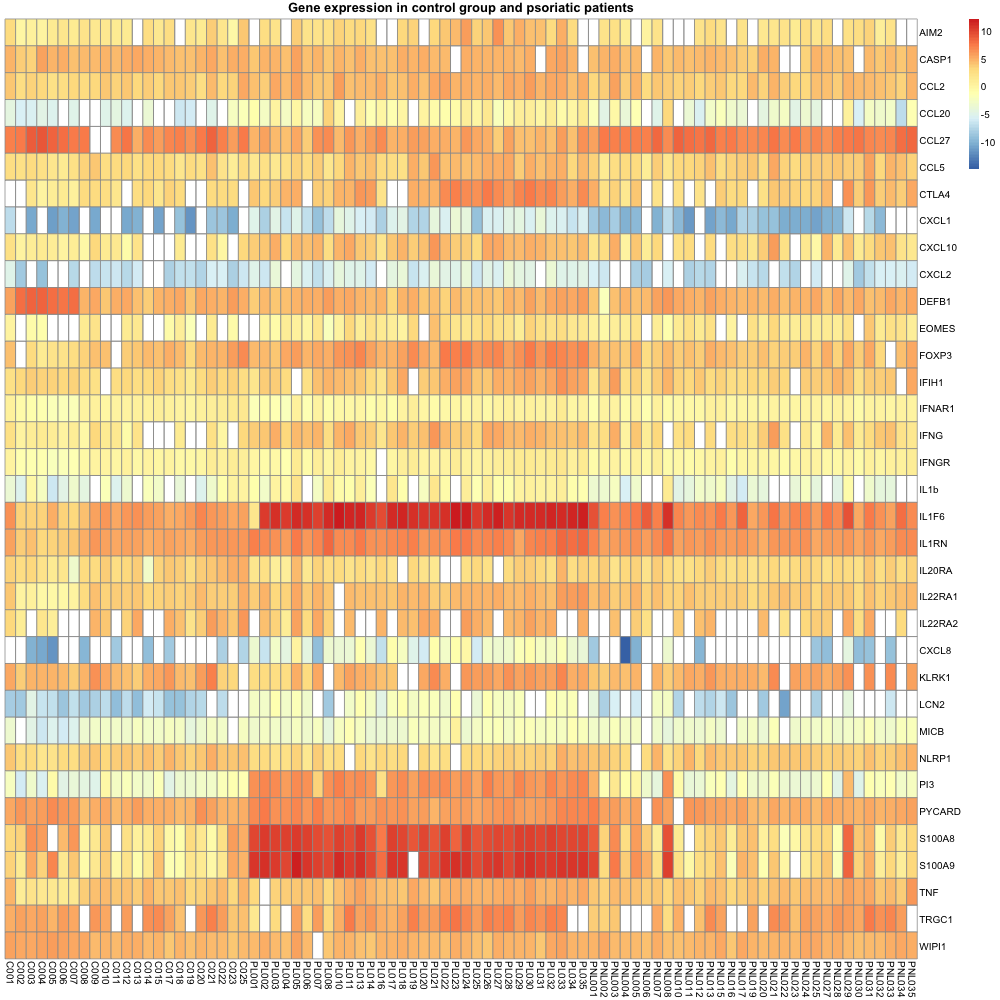 Gene expression in control group and psoriatic patients
10
5
0
-5
-10
AIM2
CASP1
CCL2
CCL20
CCL27
CCL5
CTLA4
CXCL1
CXCL10
CXCL2
DEFB1
EOMES
FOXP3
IFIH1
IFNAR1
IFNG
IFNGR
IL1b
IL1F6
IL1RN
IL20RA
IL22RA1
IL22RA2
CXCL8
KLRK1
LCN2
MICB
NLRP1
PI3
PYCARD
S100A8
S100A9
TNF
TRGC1
WIPI1
C001
C002
C003
C004
C005
C006
C007
C008
C009
C011
C012
C013
C014
C015
C017
C018
C019
C020
C021
C022
C023
C025
PL001
PL002
PL003
PL004
PL005
PL006
PL007
PL008
PL010
PL011
PL013
PL014
PL016
PL017
PL018
PL019
PL020
PL021
PL022
PL023
PL024
PL025
PL026
PL027
PL028
PL029
PL030
PL031
PL032
PL033
PL034
PL035
PNL001
PNL002
PNL003
PNL004
PNL005
PNL006
PNL007
PNL008
PNL010
PNL011
PNL012
PNL013
PNL016
PNL017
PNL019
PNL020
PNL021
PNL022
PNL023
PNL025
PNL026
PNL027
PNL028
PNL029
PNL030
PNL031
PNL032
PNL033
PNL034
PNL035